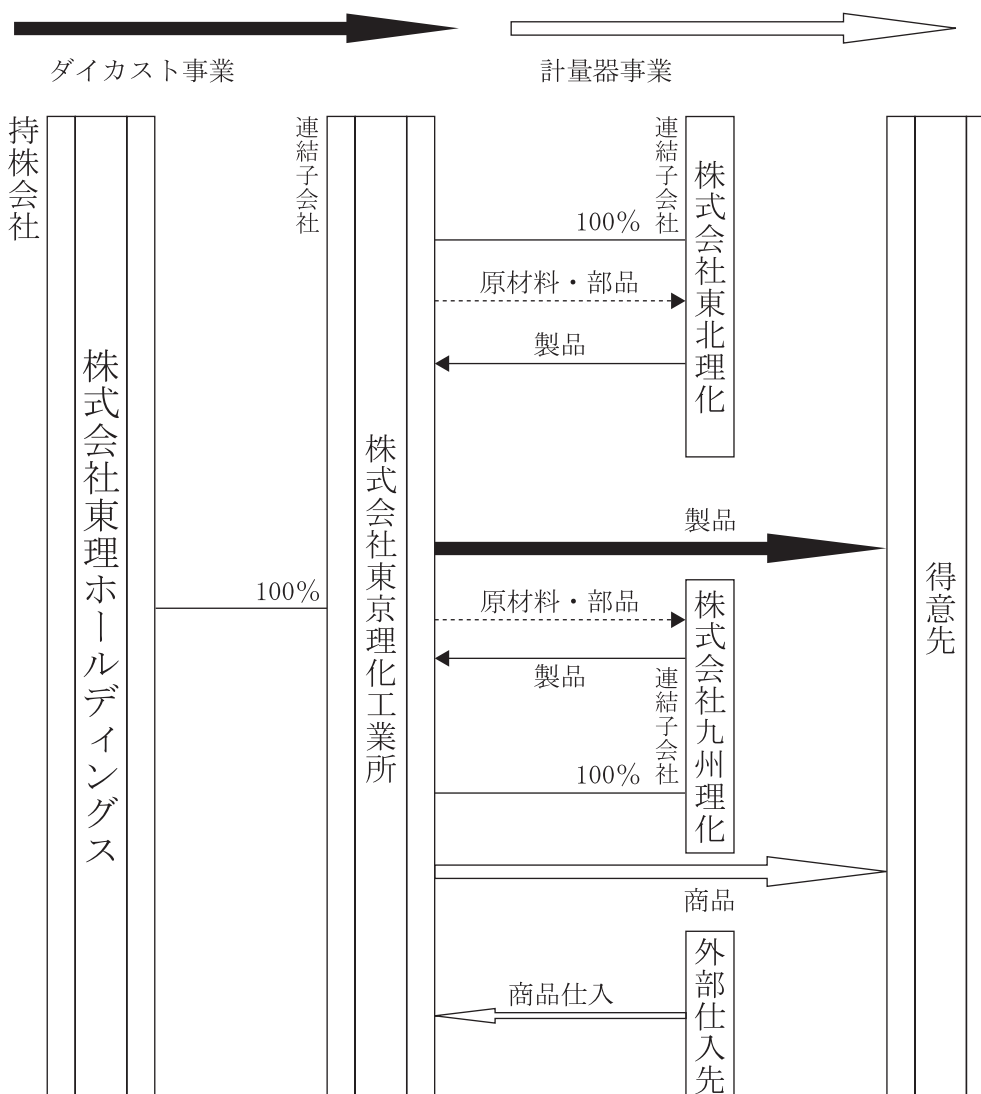 ダイカスト事業
計量器事業
持株会社
株式会社東理ホールディングス
100%
連結子会社
株式会社東京理化工業所
連結子会社
株式会社東北理化
100%
原材料・部品
製品
製品
原材料・部品
製品
連結子会社
100%
株式会社九州理化
商品
商品仕入
外部仕入先
得意先